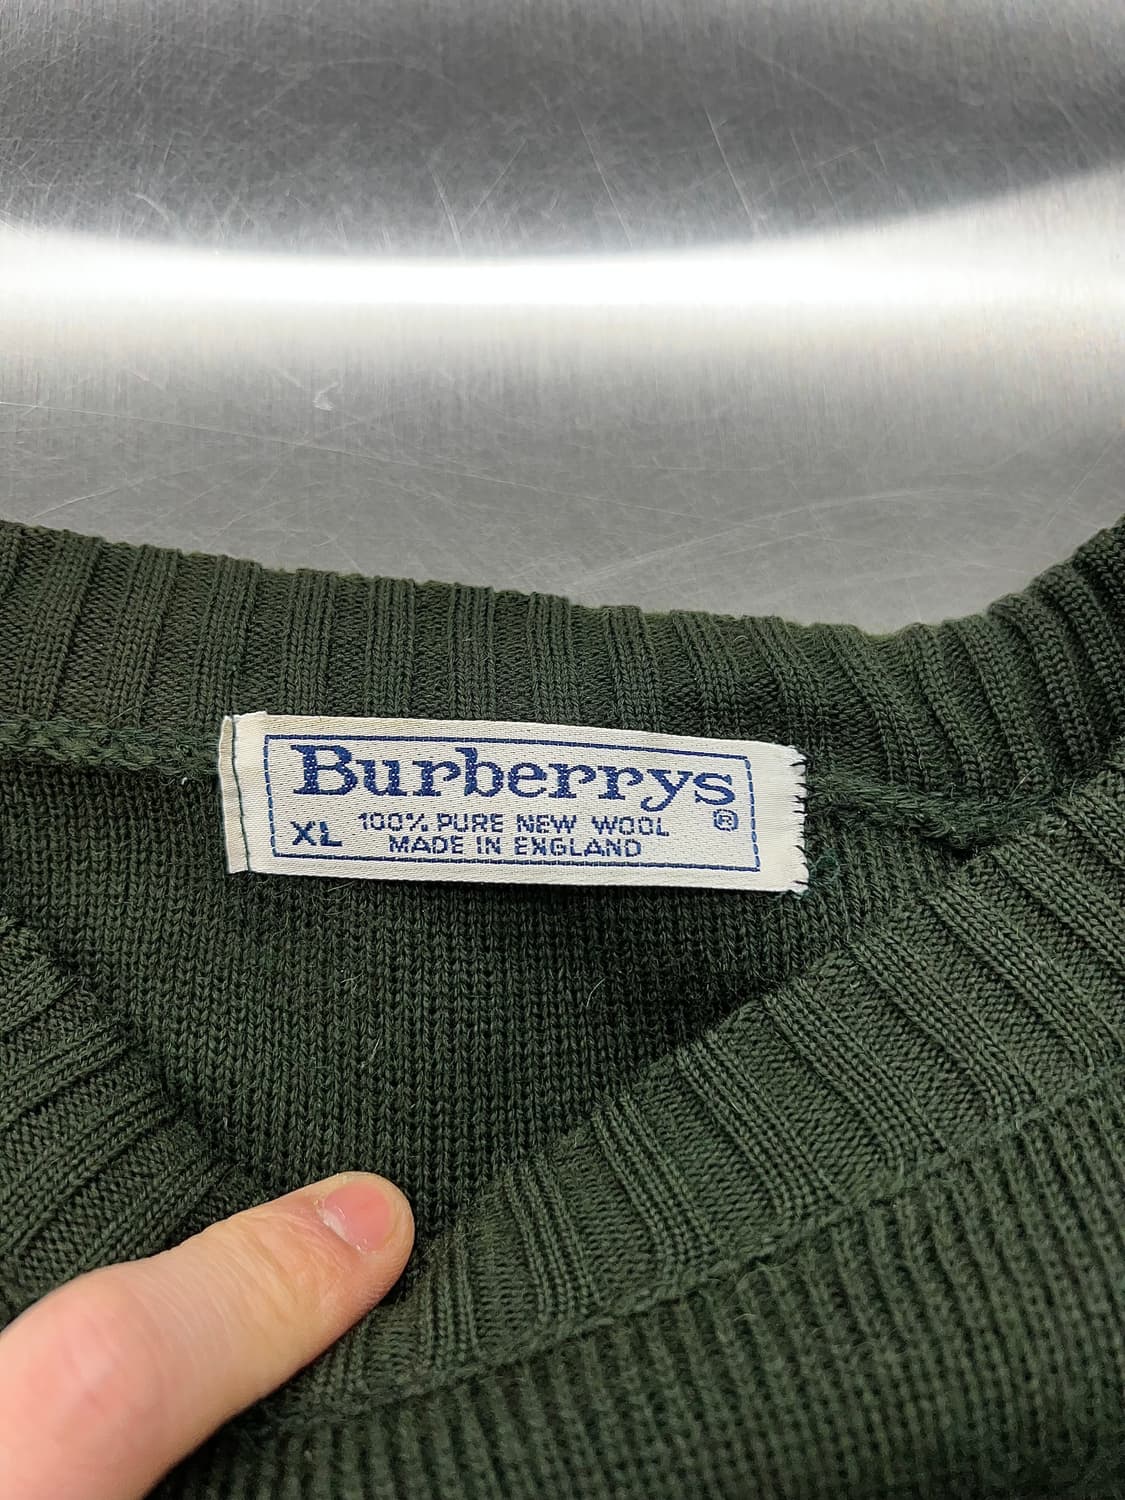 Burberrys
®
XL 100% PURE NEW WOOL
MADE IN ENGLAND